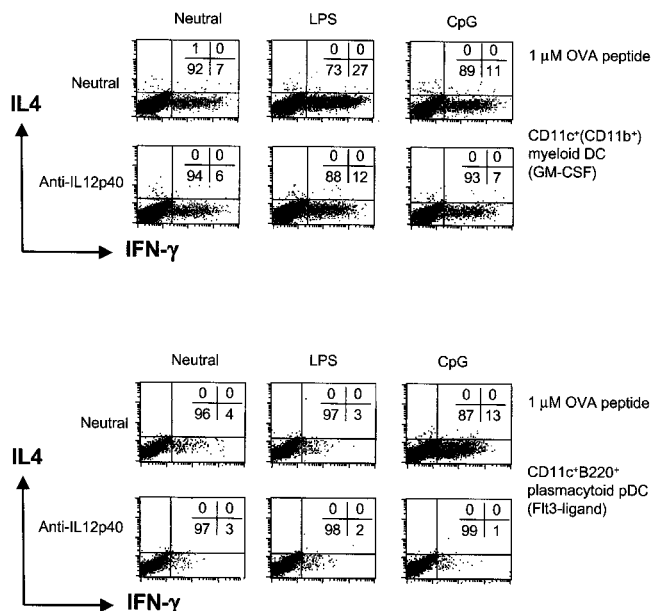 Neutral LPS CpG
1 0 0 0 0 0 1 µM OVA peptide
92 7 73 27 89 11
Neutral
IL4
CD11c+(CD11b+)
myeloid DC
(GM-CSF)
0 0 0 0 0 0
94 6 88 12 93 7
Anti-IL12p40
IFN-γ
Neutral LPS CpG
0 0 0 0 0 0 1 µM OVA peptide
96 4 97 3 87 13
Neutral
IL4
CD11c+B220+
plasmacytoid pDC
(Flt3-ligand)
0 0 0 0 0 0
97 3 98 2 99 1
Anti-IL12p40
IFN-γ